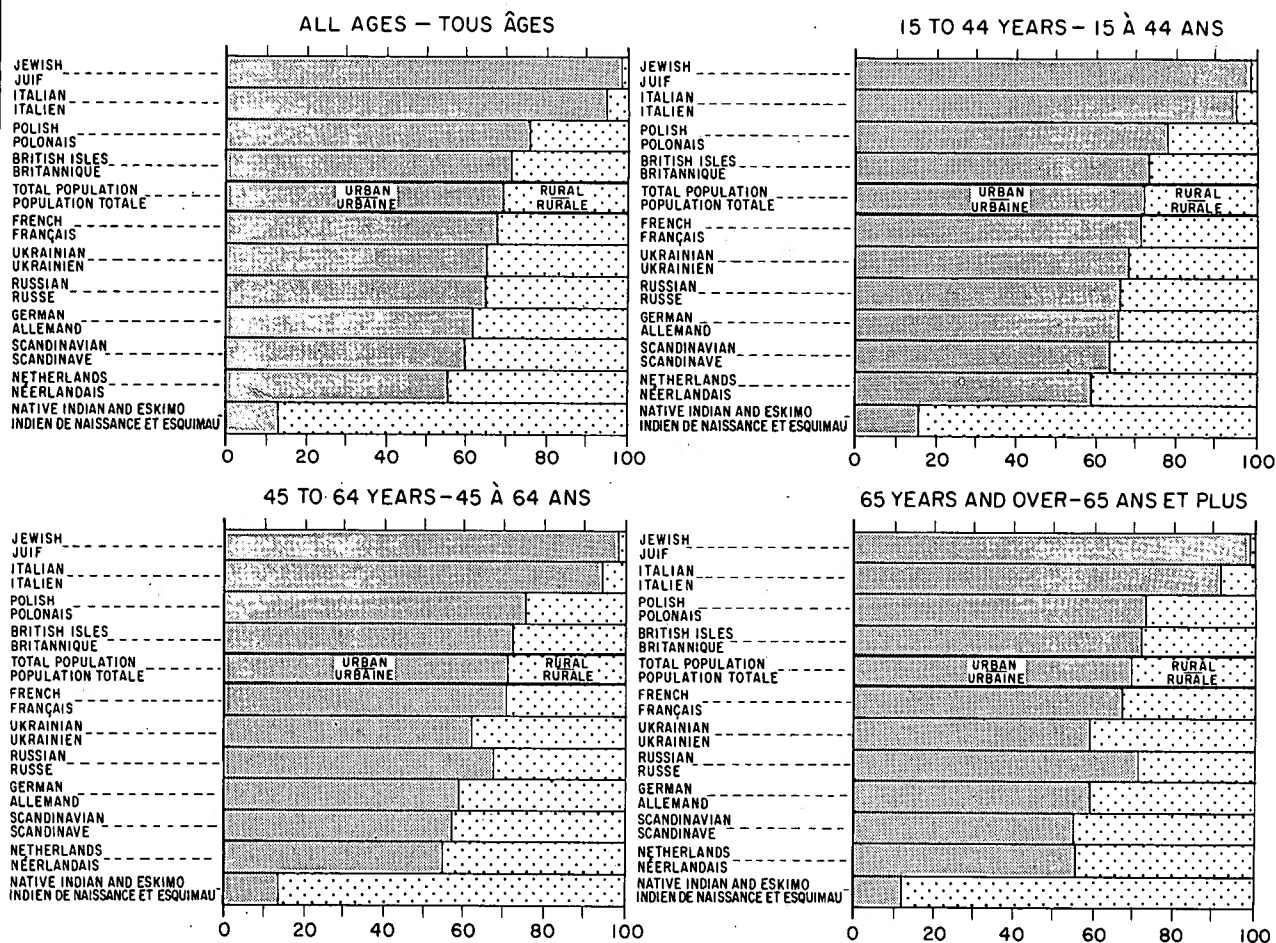 ALL AGES — TOUS ÂGES
JEWISH
JUIF
ITALIAN
ITALIEN
POLISH
POLONAIS
BRITISH ISLES
BRITANNIQUE
TOTAL POPULATION
POPULATION TOTALE
URBAN
URBAINE
RURAL
RURALE
FRENCH
FRANÇAIS
UKRAINIAN
UKRAINIEN
RUSSIAN
RUSSE
GERMAN
ALLEMAND
SCANDINAVIAN
SCANDINAVE
NETHERLANDS
NÉERLANDAIS
NATIVE INDIAN AND ESKIMO
INDIEN DE NAISSANCE ET ESQUIMAU
0 20 40 60 80 100
15 TO 44 YEARS — 15 À 44 ANS
JEWISH
JUIF
ITALIAN
ITALIEN
POLISH
POLONAIS
BRITISH ISLES
BRITANNIQUE
TOTAL POPULATION
POPULATION TOTALE
URBAN
URBAINE
RURAL
RURALE
FRENCH
FRANÇAIS
UKRAINIAN
UKRAINIEN
RUSSIAN
RUSSE
GERMAN
ALLEMAND
SCANDINAVIAN
SCANDINAVE
NETHERLANDS
NÉERLANDAIS
NATIVE INDIAN AND ESKIMO
INDIEN DE NAISSANCE ET ESQUIMAU
0 20 40 60 80 100
45 TO 64 YEARS — 45 À 64 ANS
JEWISH
JUIF
ITALIAN
ITALIEN
POLISH
POLONAIS
BRITISH ISLES
BRITANNIQUE
TOTAL POPULATION
POPULATION TOTALE
URBAN
URBAINE
RURAL
RURALE
FRENCH
FRANÇAIS
UKRAINIAN
UKRAINIEN
RUSSIAN
RUSSE
GERMAN
ALLEMAND
SCANDINAVIAN
SCANDINAVE
NETHERLANDS
NÉERLANDAIS
NATIVE INDIAN AND ESKIMO
INDIEN DE NAISSANCE ET ESQUIMAU
0 20 40 60 80 100
65 YEARS AND OVER — 65 ANS ET PLUS
JEWISH
JUIF
ITALIAN
ITALIEN
POLISH
POLONAIS
BRITISH ISLES
BRITANNIQUE
TOTAL POPULATION
POPULATION TOTALE
URBAN
URBAINE
RURAL
RURALE
FRENCH
FRANÇAIS
UKRAINIAN
UKRAINIEN
RUSSIAN
RUSSE
GERMAN
ALLEMAND
SCANDINAVIAN
SCANDINAVE
NETHERLANDS
NÉERLANDAIS
NATIVE INDIAN AND ESKIMO
INDIEN DE NAISSANCE ET ESQUIMAU
0 20 40 60 80 100